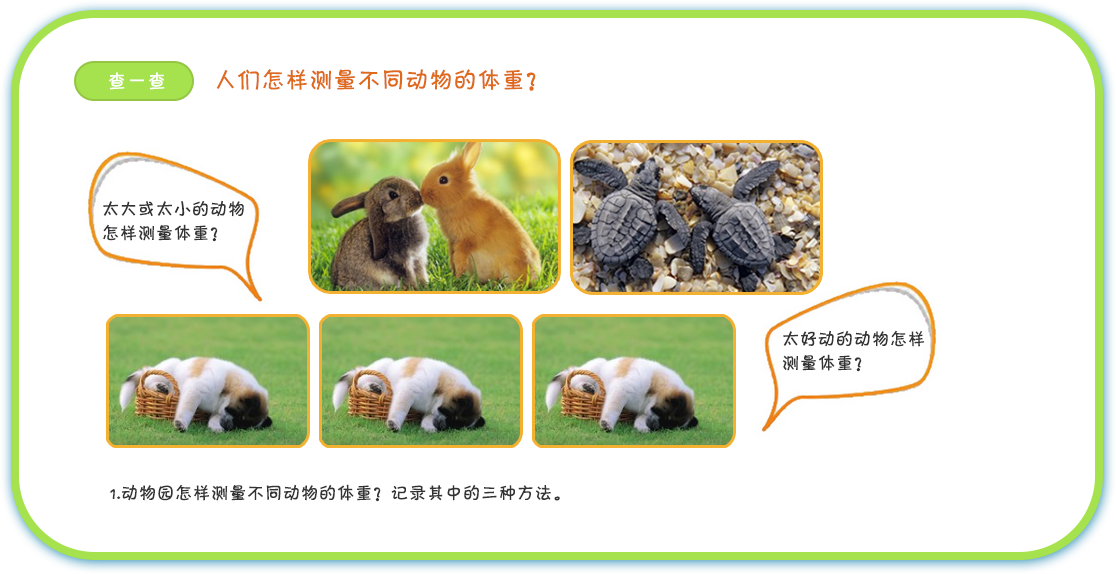 查一查
人们怎样测量不同动物的体重？
太大或太小的动物
怎样测量体重？
太好动的动物怎样
测量体重？
1.动物园怎样测量不同动物的体重？记录其中的三种方法。